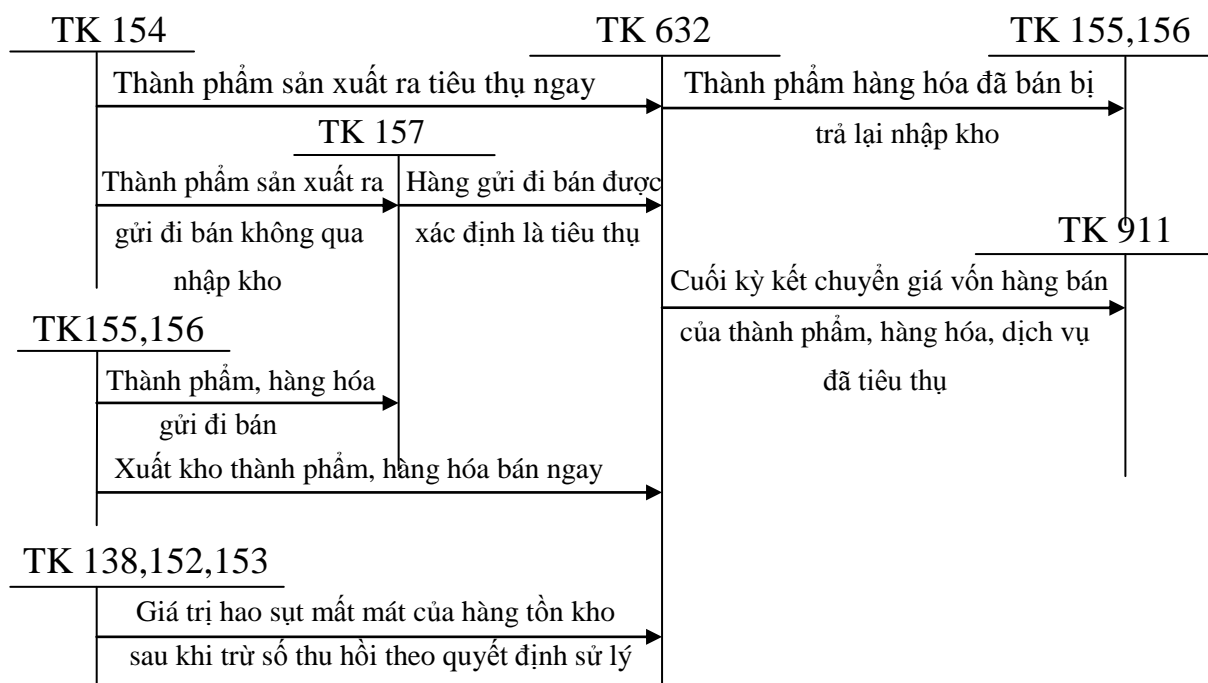 TK 154
TK 632
TK 155,156
Thành phẩm sản xuất ra tiêu thụ ngay
Thành phẩm hàng hóa đã bán bị
trả lại nhập kho
TK 157
Thành phẩm sản xuất ra
gửi đi bán không qua
nhập kho
Hàng gửi đi bán được
xác định là tiêu thụ
TK 911
Cuối kỳ kết chuyển giá vốn hàng bán
của thành phẩm, hàng hóa, dịch vụ
đã tiêu thụ
TK155,156
Thành phẩm, hàng hóa
gửi đi bán
Xuất kho thành phẩm, hàng hóa bán ngay
TK 138,152,153
Giá trị hao sụt mất mát của hàng tồn kho
sau khi trừ số thu hồi theo quyết định sử lý